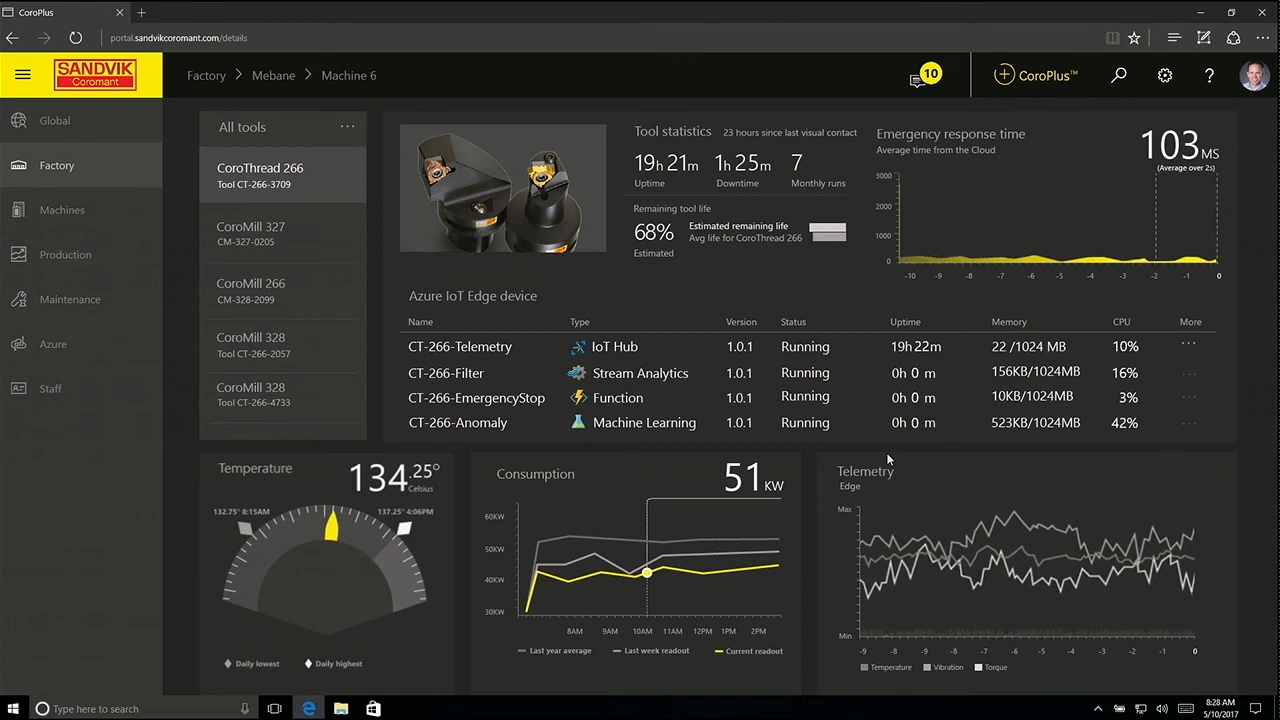 CoroPlus
portal.sandvikcoromant.com/details
SANDVIK
Coromant
Factory > Mebane > Machine 6
10
CoroPlus™
?
Global
Factory
Machines
Production
Maintenance
Azure
Staff
All tools ...
CoroThread 266
Tool CT-266-3709
CoroMill 327
CM-327-0205
CoroMill 266
CM-328-2099
CoroMill 328
Tool CT-266-2057
CoroMill 328
Tool CT-266-4733
Tool statistics 23 hours since last visual contact
19h 21m 1h 25m 7
Uptime Downtime Monthly runs
Remaining tool life
68% Estimated remaining life
Avg life for CoroThread 266
Estimated
Emergency response time
Average time from the Cloud
103 MS
(Average over 2s)
3000
2000
1000
0
-10 -9 -8 -7 -6 -5 -4 -3 -2 -1 0
Azure IoT Edge device
Name Type Version Status Uptime Memory CPU More
CT-266-Telemetry IoT Hub 1.0.1 Running 19h 22m 22 /1024 MB 10% ...
CT-266-Filter Stream Analytics 1.0.1 Running 0h 0 m 156KB/1024MB 16% ...
CT-266-EmergencyStop Function 1.0.1 Running 0h 0 m 10KB/1024MB 3% ...
CT-266-Anomaly Machine Learning 1.0.1 Running 0h 0 m 523KB/1024MB 42% ...
Temperature
134.25°
Celsius
132.75° 8:15AM 137.25° 4:06PM
Daily lowest Daily highest
Consumption
51 KW
60KW
50KW
40KW
30KW
8AM 9AM 10AM 11AM 12PM 1PM 2PM
Last year average Last week readout Current readout
Telemetry
Edge
Max
Min
-9 -8 -9 -8 -7 -6 -5 -4 -3 -2 -1 0
Temperature Vibration Torque
Type here to search
8:28 AM
5/10/2017